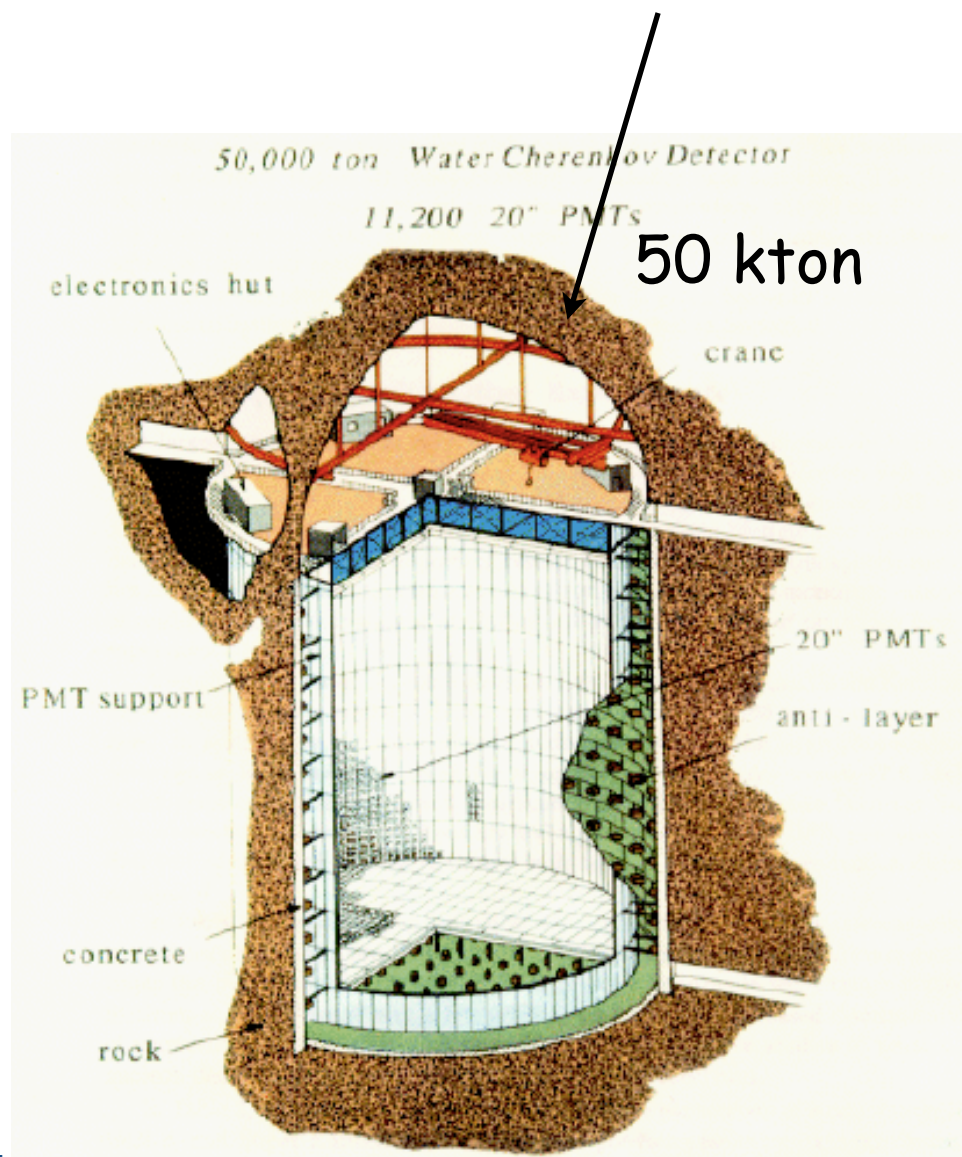 50,000 ton Water Cherenkov Detector
11,200 20" PMTs
50 kton
electronics hut
crane
20" PMTs
PMT support
anti - layer
concrete
rock